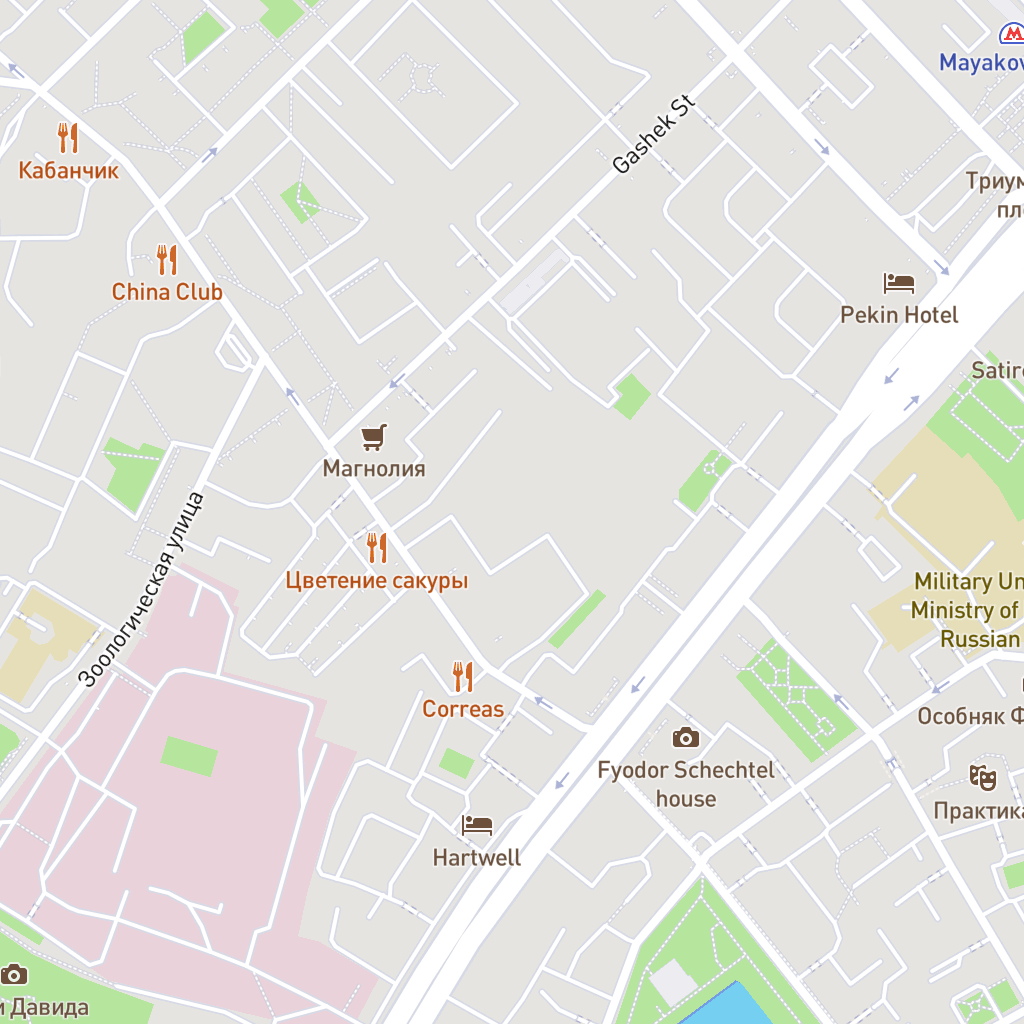 Mayakov
Gashek St
Кабанчик
Триум
пл
China Club
Pekin Hotel
Satire
Магнолия
Зоологическая улица
Цветение сакуры
Military Un
Ministry of
Russian
Correas
Особняк Ф
Fyodor Schechtel
house
Практика
Hartwell
и Давида